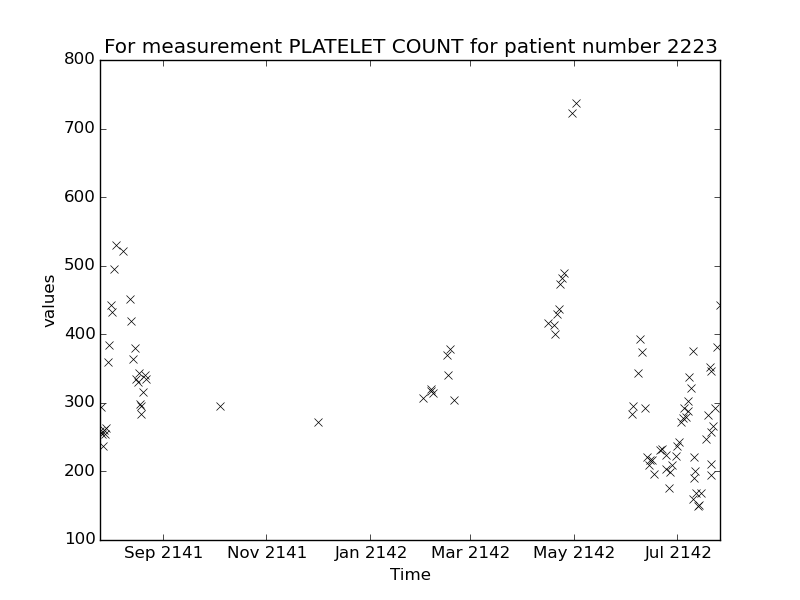 For measurement PLATELET COUNT for patient number 2223
800
700
600
500
400
300
200
100
values
Sep 2141 Nov 2141 Jan 2142 Mar 2142 May 2142 Jul 2142
Time